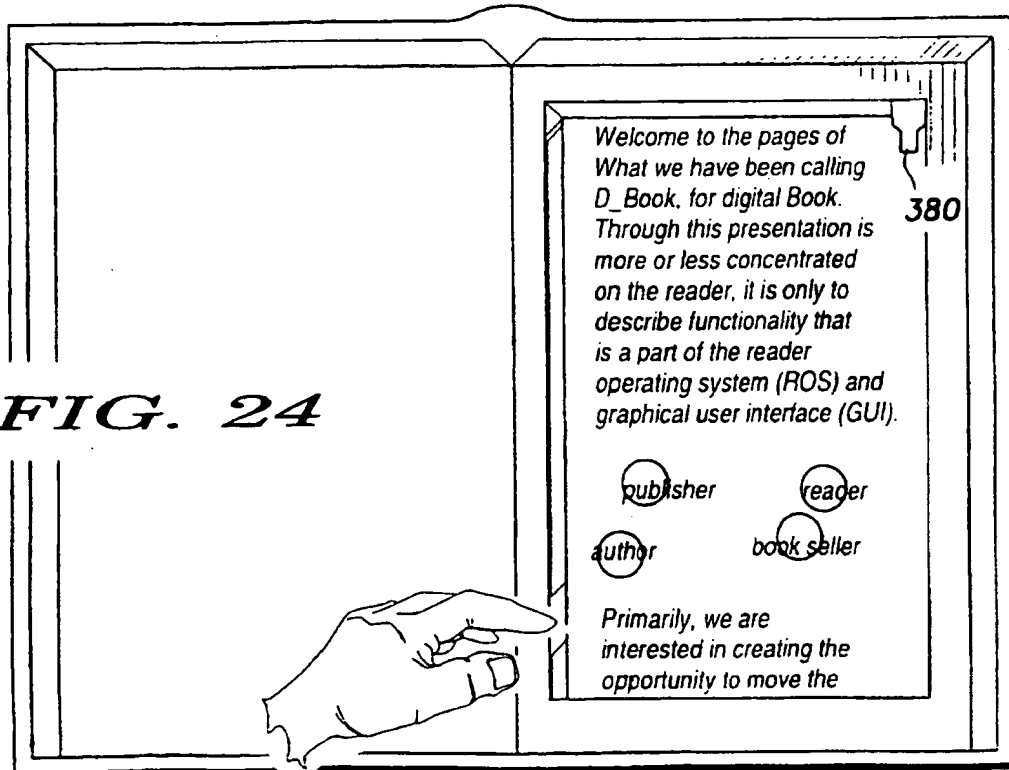 Welcome to the pages of
What we have been calling
D_Book, for digital Book.
380
Through this presentation is
more or less concentrated
on the reader, it is only to
describe functionality that
is a part of the reader
operating system (ROS) and
graphical user interface (GUI).
FIG. 24
publisher reader
author book seller
Primarily, we are
interested in creating the
opportunity to move the